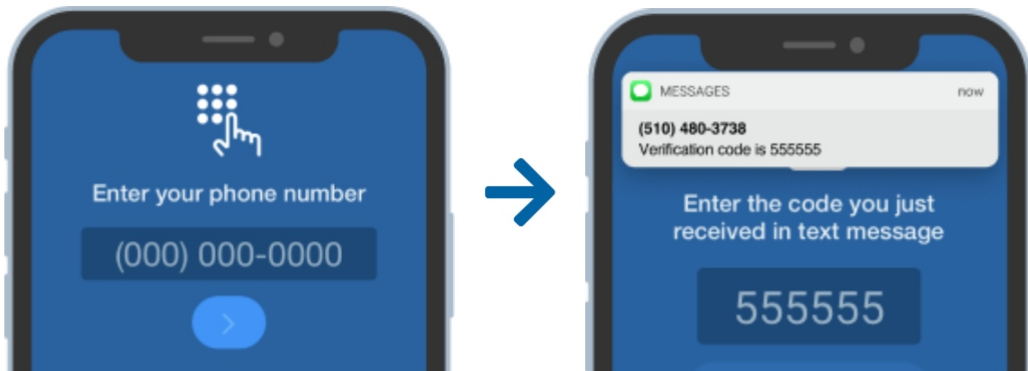 Enter your phone number
(000) 000-0000
MESSAGES now
(510) 480-3738
Verification code is 555555
Enter the code you just
received in text message
555555